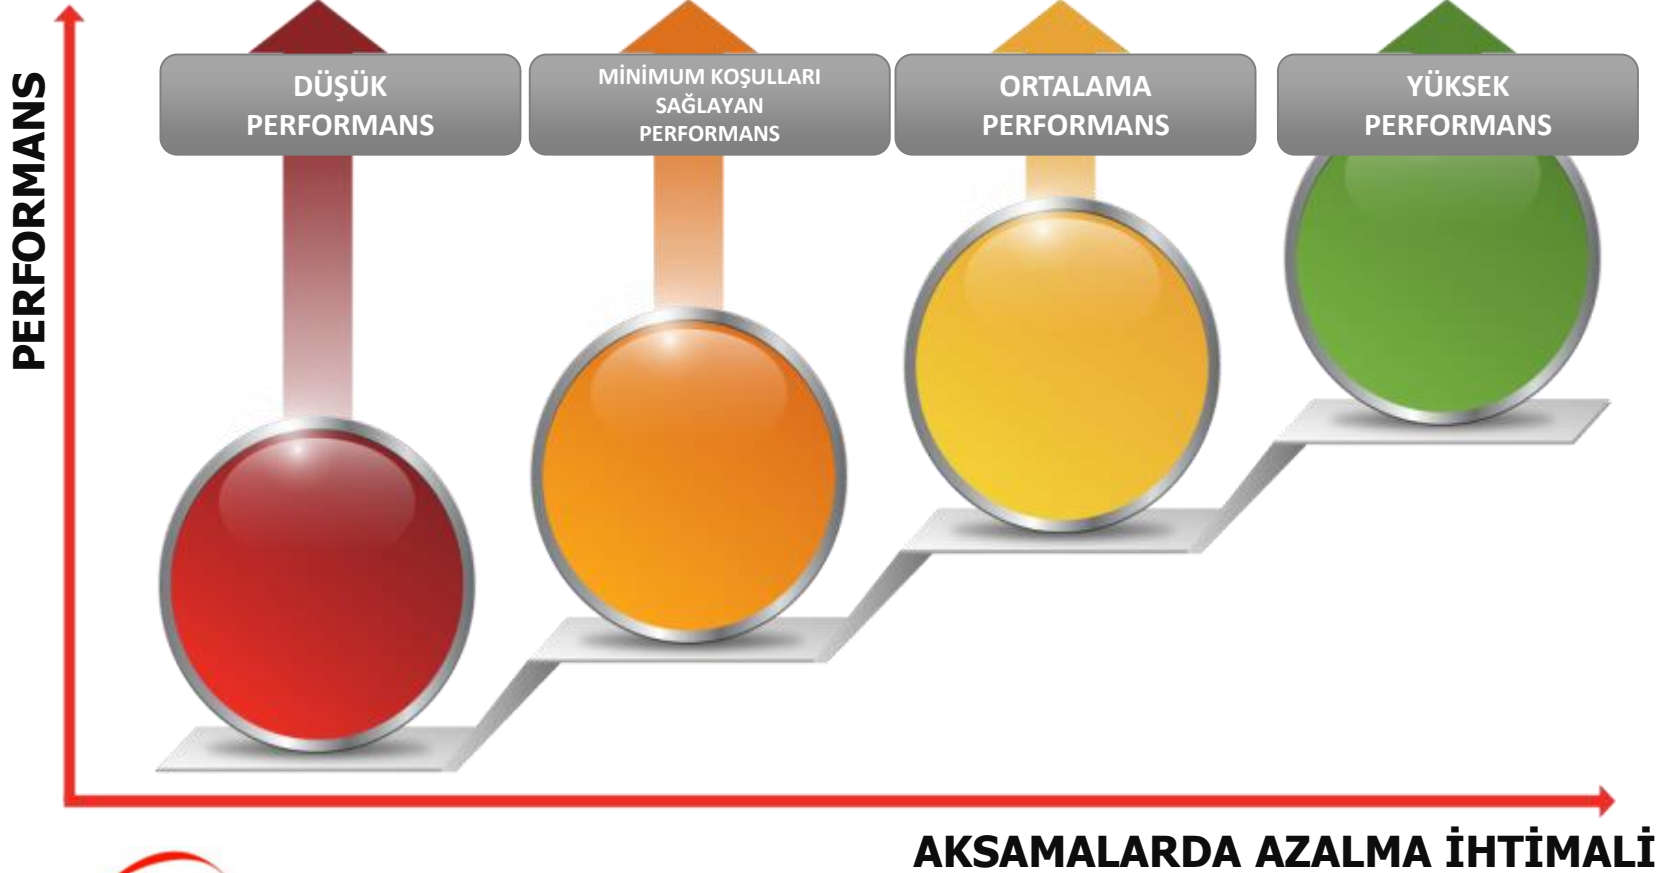 PERFORMANS
DÜŞÜK
PERFORMANS
MİNİMUM KOŞULLARI
SAĞLAYAN
PERFORMANS
ORTALAMA
PERFORMANS
YÜKSEK
PERFORMANS
AKSAMALARDA AZALMA İHTİMALİ